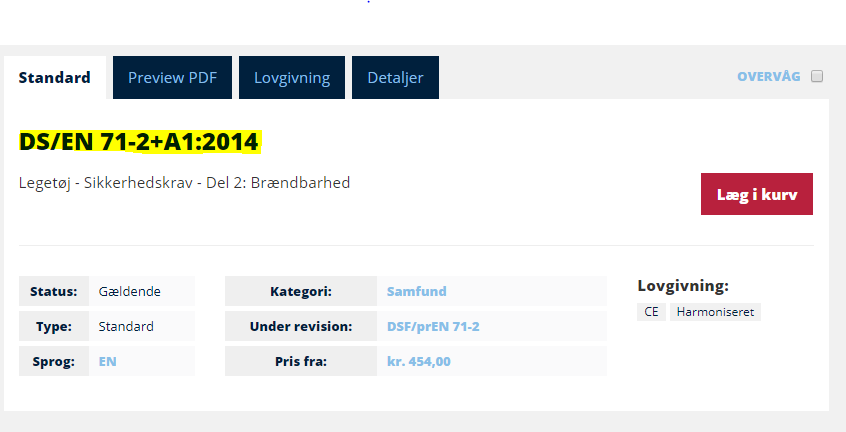 Standard Preview PDF Lovgivning Detaljer OVERVÅG
DS/EN 71-2+A1:2014
Legetøj - Sikkerhedskrav - Del 2: Brændbarhed
Læg i kurv
Status: Gældende
Type: Standard
Sprog: EN
Kategori: Samfund
Under revision: DSF/prEN 71-2
Pris fra: kr. 454,00
Lovgivning:
CE Harmoniseret